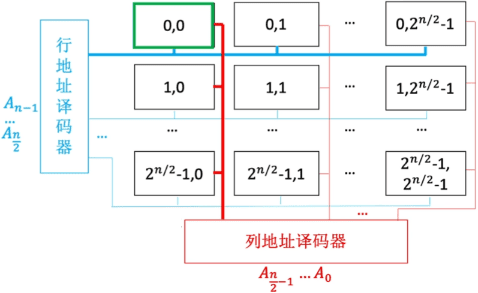 0,0 0,1 ... 0,2^{n/2}-1
行地址译码器
1,0 1,1 1,2^{n/2}-1
A_{n-1}
...
A_{\frac{n}{2}}
... ... ... ...
2^{n/2}-1,0 2^{n/2}-1,1 2^{n/2}-1,
2^{n/2}-1
...
列地址译码器
A_{\frac{n}{2}-1} ... A_0